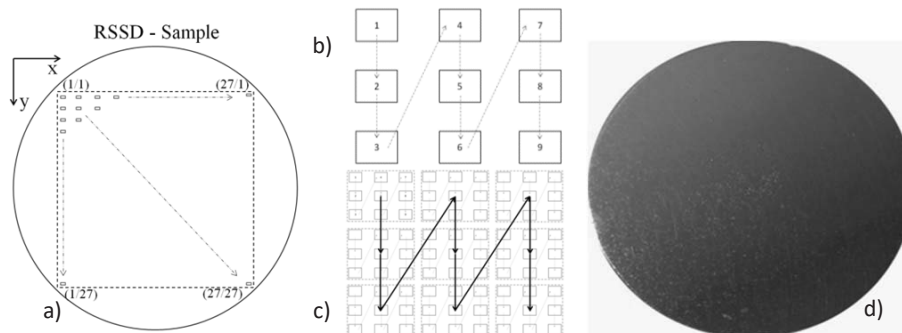 RSSD - Sample
x
y
(1/1)
(27/1)
(1/27)
(27/27)
a)
b)
1 4 7
2 5 8
3 6 9
c)
d)